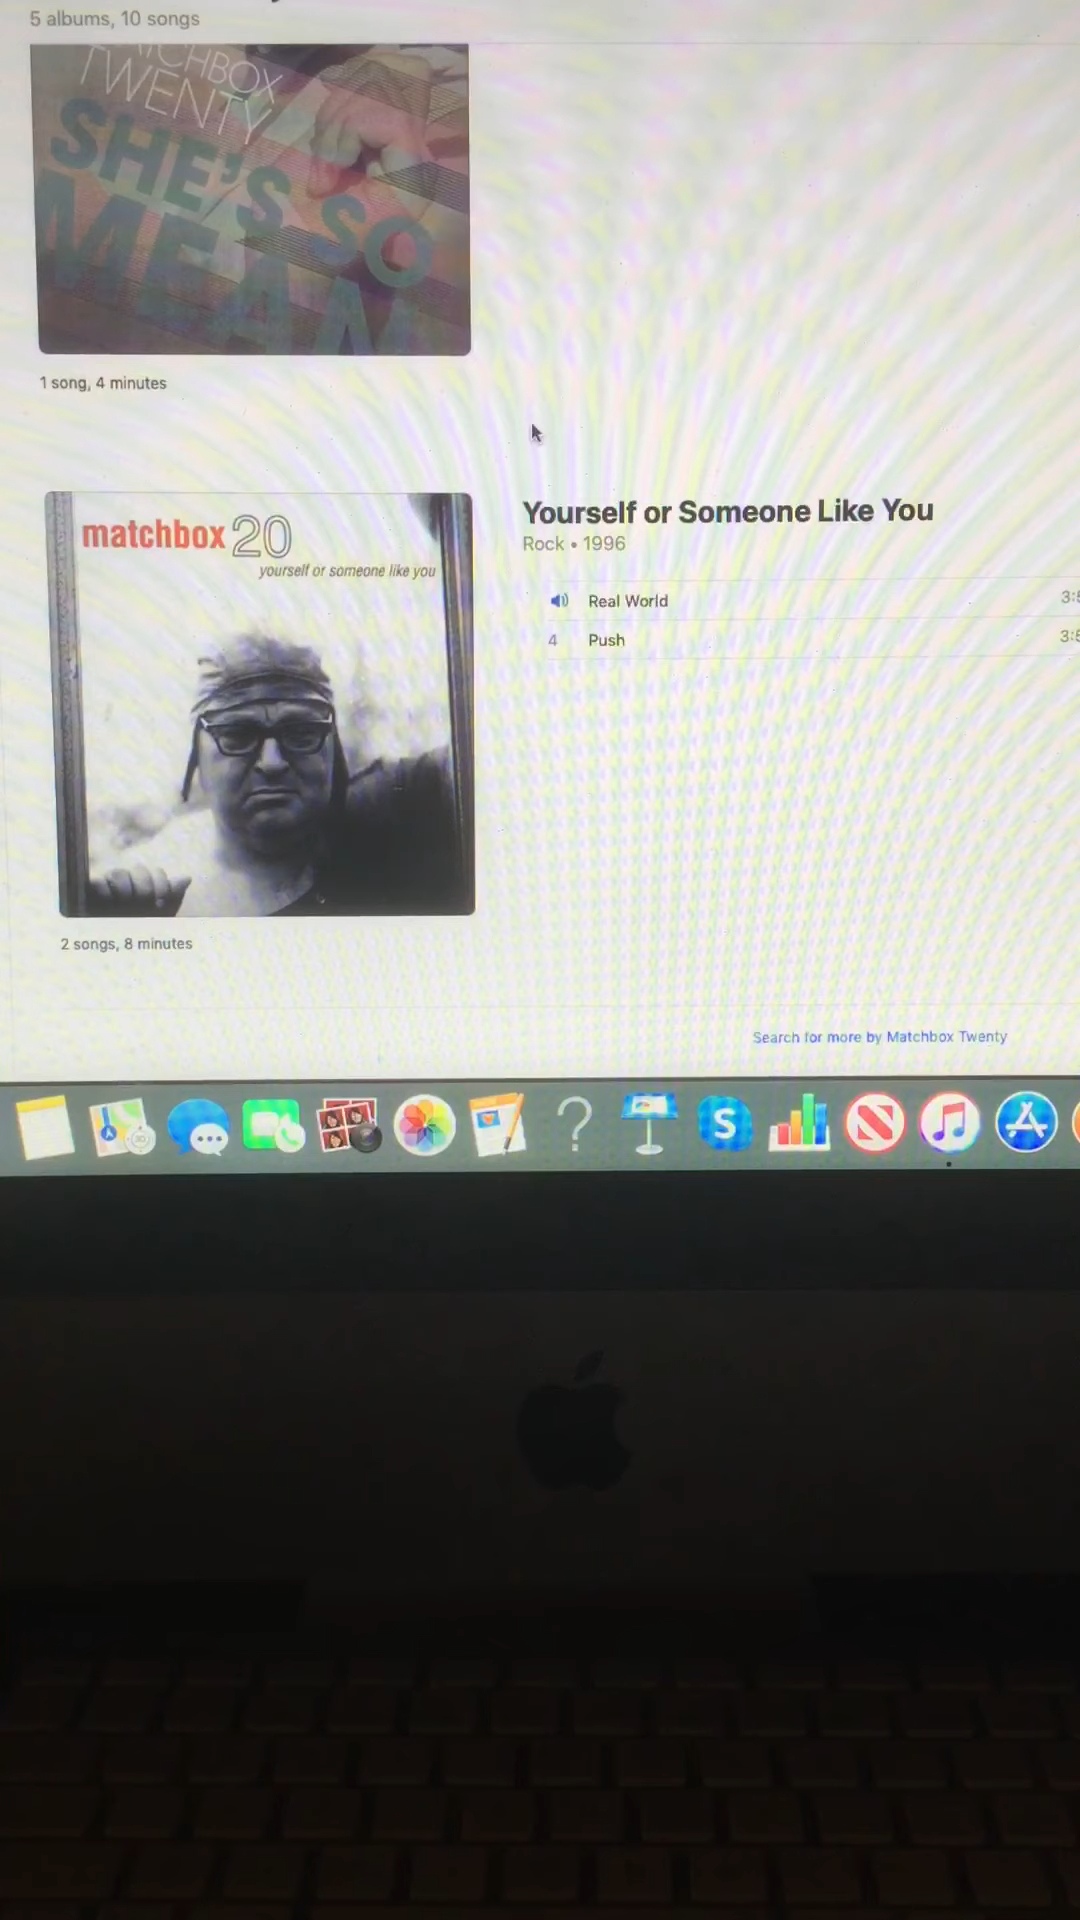 5 albums, 10 songs
MATCHBOX
TWENTY
SHE'S SO
MEAN
1 song, 4 minutes
matchbox 20
yourself or someone like you
Yourself or Someone Like You
Rock • 1996
Real World
4 Push
2 songs, 8 minutes
Search for more by Matchbox Twenty
3D
?
S